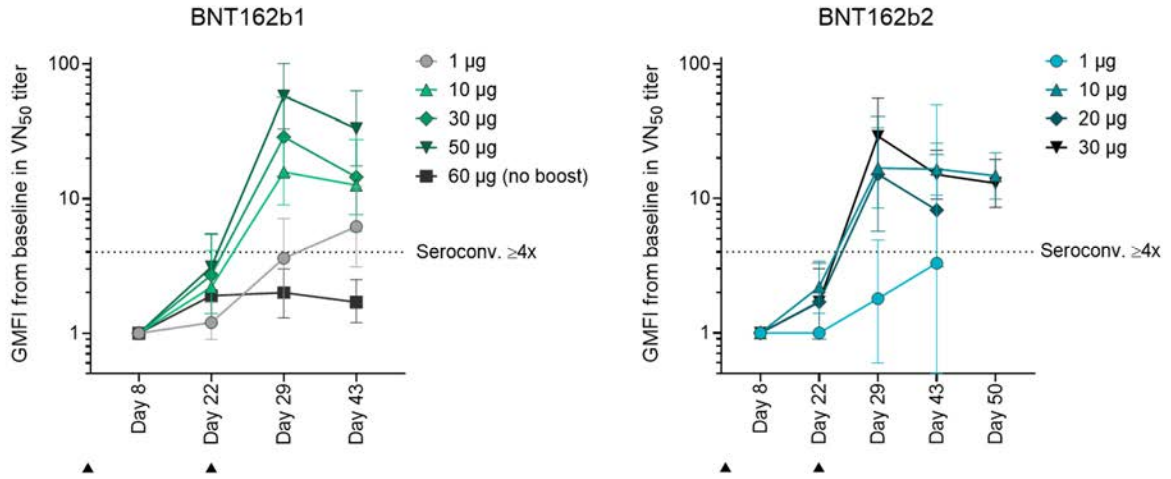 BNT162b1
GMFI from baseline in VN50 titer
100
10
1
1 µg
10 µg
30 µg
50 µg
60 µg (no boost)
Seroconv. ≥4x
Day 8
Day 22
Day 29
Day 43
BNT162b2
GMFI from baseline in VN50 titer
100
10
1
1 µg
10 µg
20 µg
30 µg
Seroconv. ≥4x
Day 8
Day 22
Day 29
Day 43
Day 50